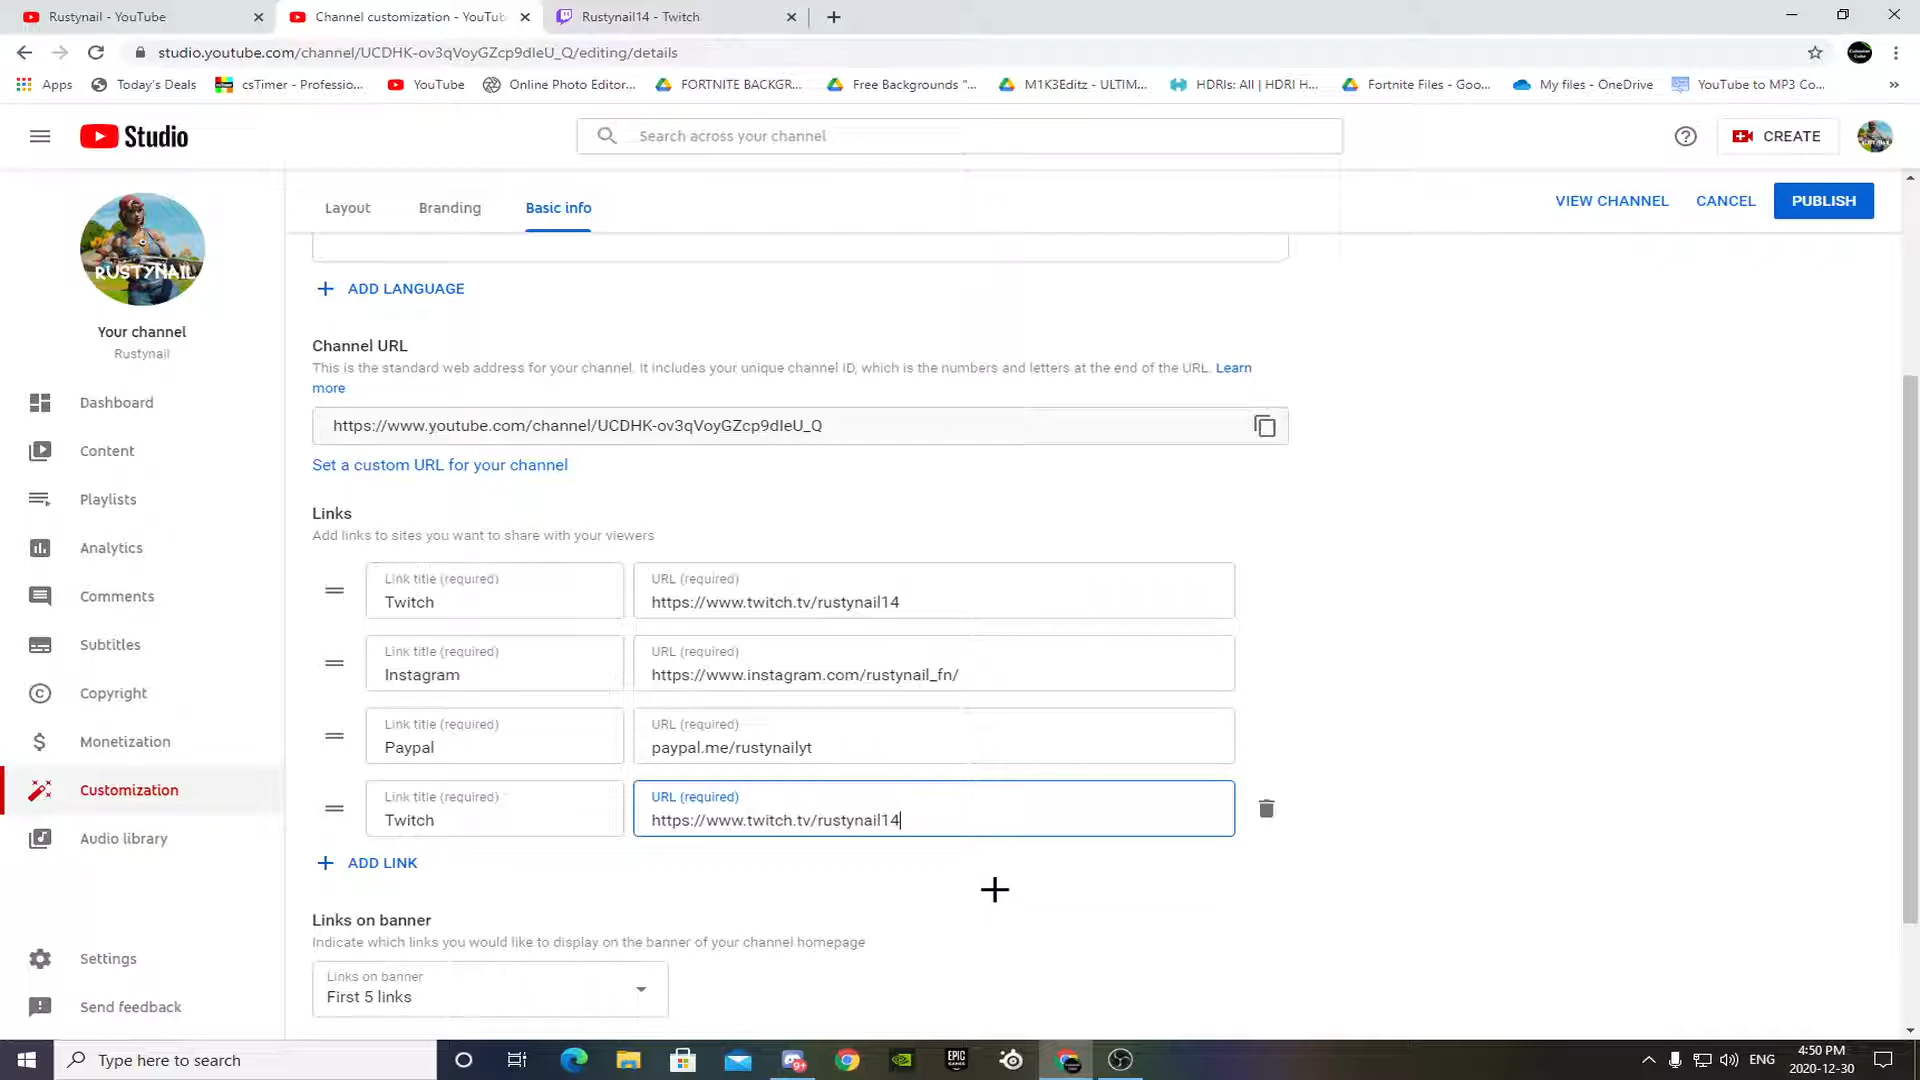 Rustynail - YouTube
Channel customization - YouTub
Rustynail14 - Twitch
studio.youtube.com/channel/UCDHK-ov3qVoyGZcp9dIeU_Q/editing/details
Apps
Today's Deals
csTimer - Professio...
YouTube
Online Photo Editor...
FORTNITE BACKGR...
Free Backgrounds "...
M1K3Editz - ULTIM...
HDRIs: All | HDRI H...
Fortnite Files - Goo...
My files - OneDrive
YouTube to MP3 Co...
»
Studio
Search across your channel
CREATE
RUSTYNAIL
Your channel
Rustynail
Dashboard
Content
Playlists
Analytics
Comments
Subtitles
Copyright
Monetization
Customization
Audio library
Settings
Send feedback
Layout
Branding
Basic info
VIEW CHANNEL
CANCEL
PUBLISH
ADD LANGUAGE
Channel URL
This is the standard web address for your channel. It includes your unique channel ID, which is the numbers and letters at the end of the URL. Learn
more
https://www.youtube.com/channel/UCDHK-ov3qVoyGZcp9dIeU_Q
Set a custom URL for your channel
Links
Add links to sites you want to share with your viewers
Link title (required)
Twitch
URL (required)
https://www.twitch.tv/rustynail14
Link title (required)
Instagram
URL (required)
https://www.instagram.com/rustynail_fn/
Link title (required)
Paypal
URL (required)
paypal.me/rustynailyt
Link title (required)
Twitch
URL (required)
https://www.twitch.tv/rustynail14
ADD LINK
Links on banner
Indicate which links you would like to display on the banner of your channel homepage
Links on banner
First 5 links
Type here to search
EPIC
GAMES
ENG
4:50 PM
2020-12-30